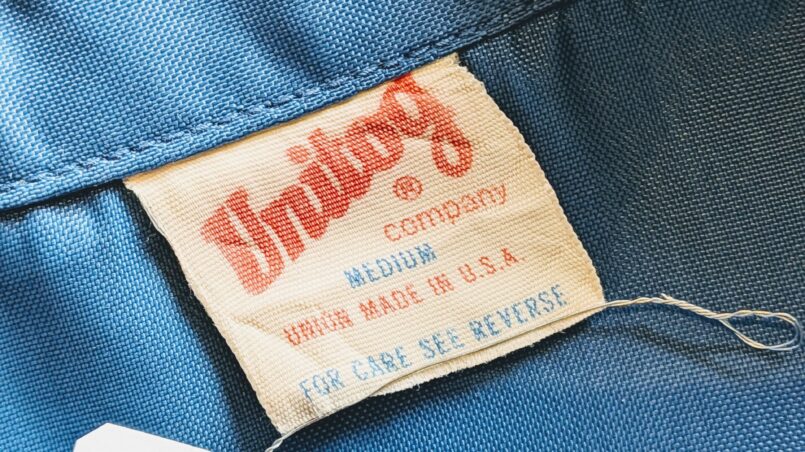 Unitog
®
company
MEDIUM
UNION MADE IN U.S.A.
FOR CARE SEE REVERSE